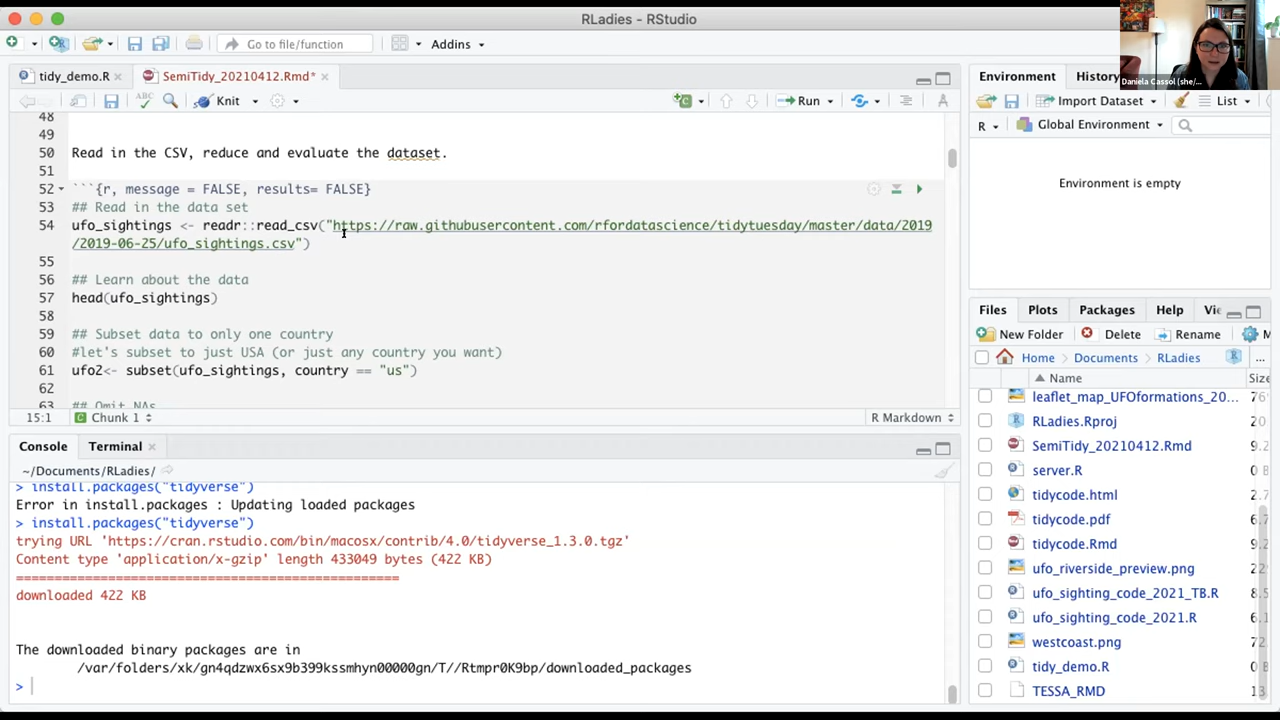 RLadies - RStudio
Go to file/function
Addins
Daniela Cassol (she/...
tidy_demo.R
SemiTidy_20210412.Rmd*
Knit
Run
48
49
50 Read in the CSV, reduce and evaluate the dataset.
51
52 ```{r, message = FALSE, results= FALSE}
53 ## Read in the data set
54 ufo_sightings <- readr::read_csv("https://raw.githubusercontent.com/rfordatascience/tidytuesday/master/data/2019
/2019-06-25/ufo_sightings.csv")
55
56 ## Learn about the data
57 head(ufo_sightings)
58
59 ## Subset data to only one country
60 #let's subset to just USA (or just any country you want)
61 ufo2<- subset(ufo_sightings, country == "us")
62
63 ## Omit NAs
15:1 Chunk 1 R Markdown
Console Terminal
~/Documents/RLadies/
> install.packages("tidyverse")
Error in install.packages : Updating loaded packages
> install.packages("tidyverse")
trying URL 'https://cran.rstudio.com/bin/macosx/contrib/4.0/tidyverse_1.3.0.tgz'
Content type 'application/x-gzip' length 433049 bytes (422 KB)
==================================================
downloaded 422 KB
The downloaded binary packages are in
/var/folders/xk/gn4qdzwx6sx9b399kssmhyn00000gn/T//Rtmpr0K9bp/downloaded_packages
>
Environment History
Import Dataset List
R Global Environment
Environment is empty
Files Plots Packages Help
New Folder Delete Rename
Home Documents RLadies ...
Name Size
leaflet_map_UFOformations_20...
RLadies.Rproj
SemiTidy_20210412.Rmd
server.R
tidycode.html
tidycode.pdf
tidycode.Rmd
ufo_riverside_preview.png
ufo_sighting_code_2021_TB.R
ufo_sighting_code_2021.R
westcoast.png
tidy_demo.R
TESSA_RMD